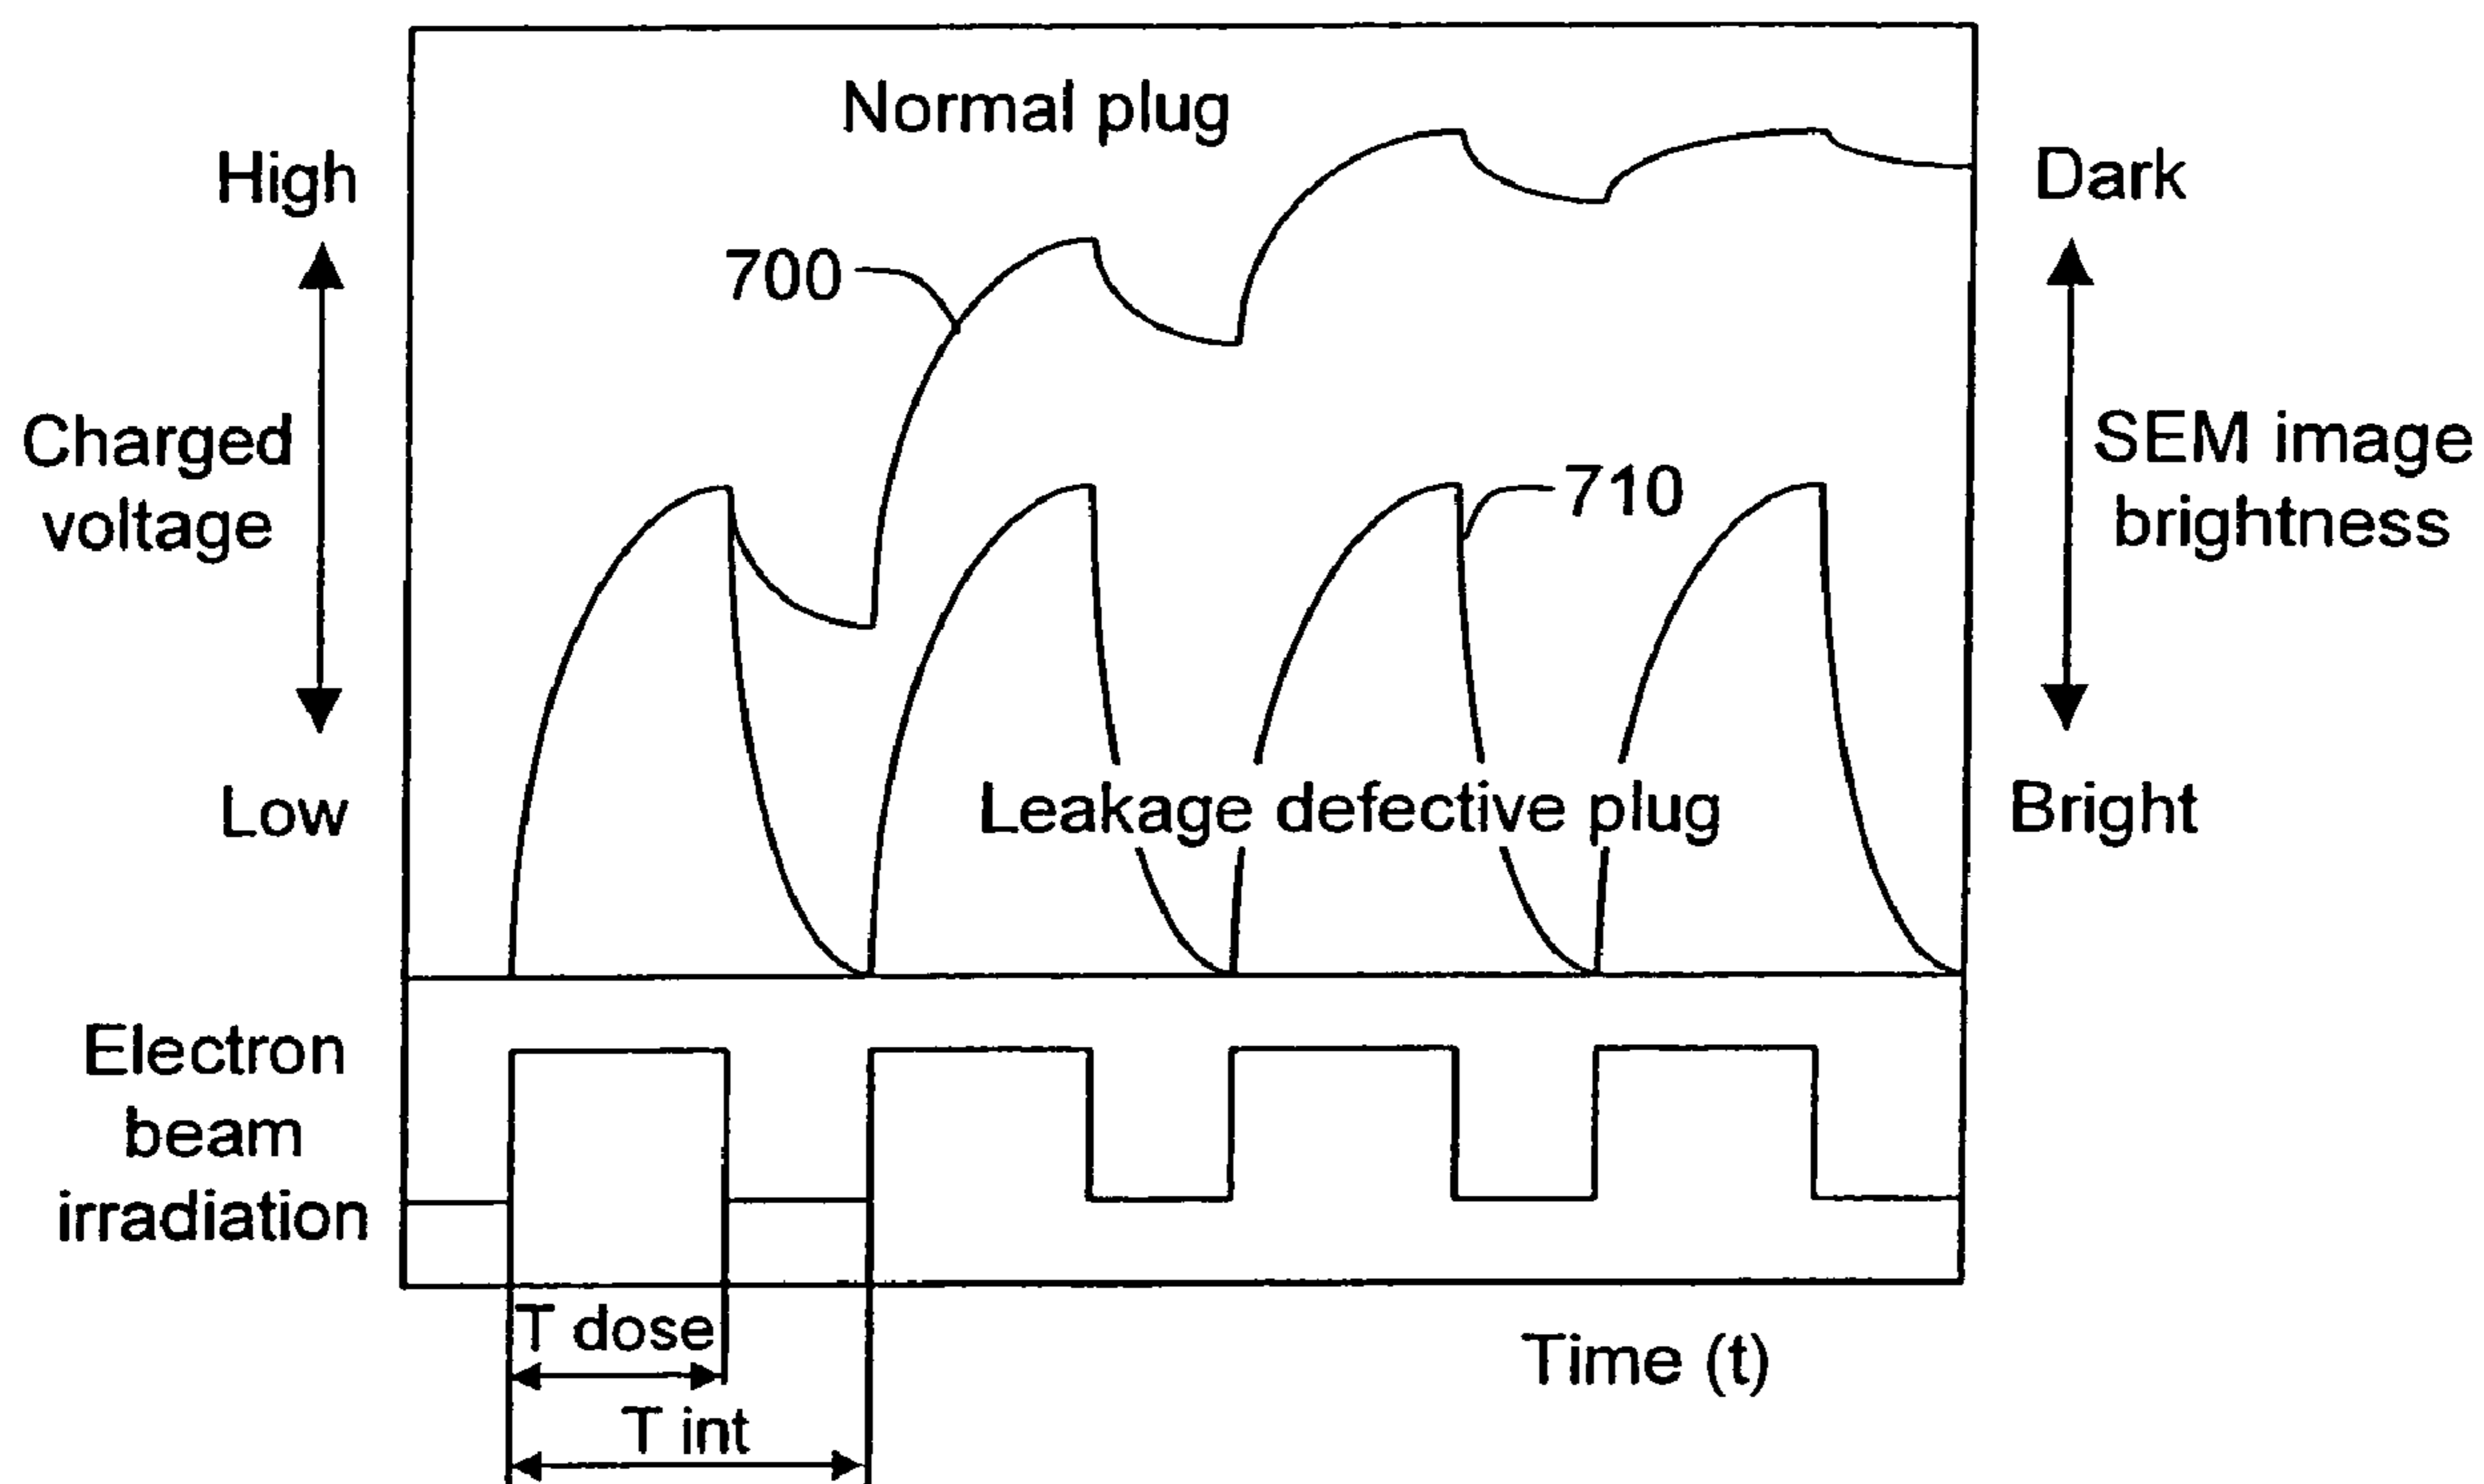 Normal plug
High
Dark
700
Charged
voltage
SEM image
brightness
710
Low
Leakage defective plug
Bright
Electron
beam
irradiation
T dose
Time (t)
T int